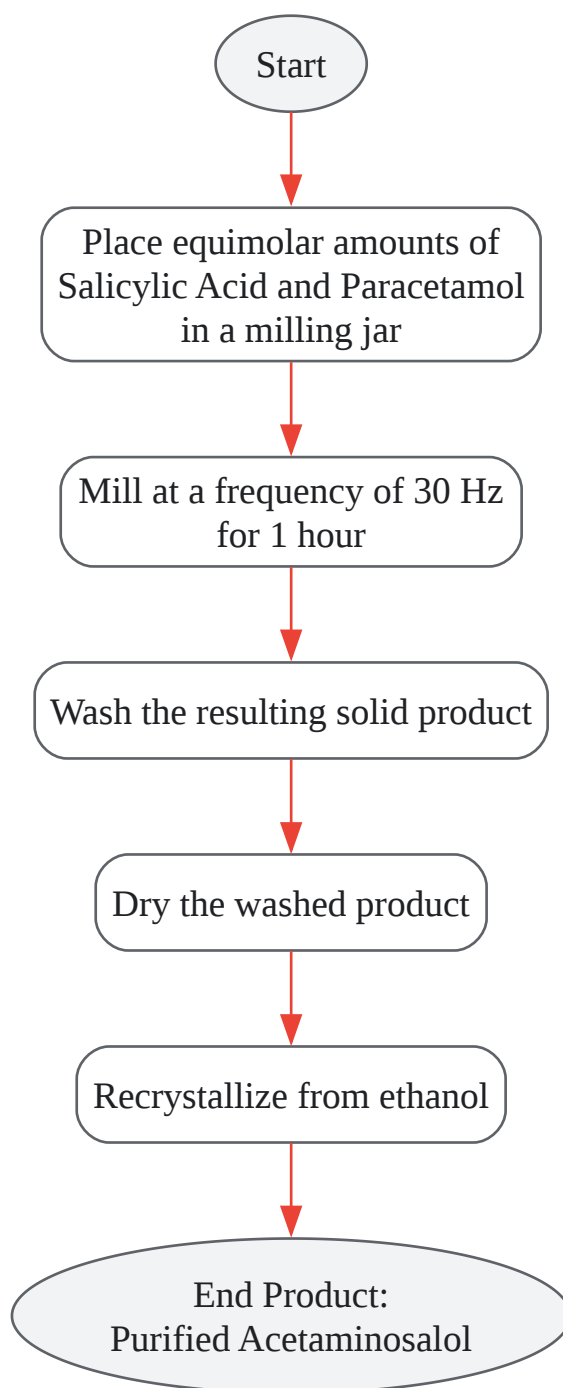 Start
Place equimolar amounts of
Salicylic Acid and Paracetamol
in a milling jar
Mill at a frequency of 30 Hz
for 1 hour
Wash the resulting solid product
Dry the washed product
Recrystallize from ethanol
End Product:
Purified Acetaminosalol